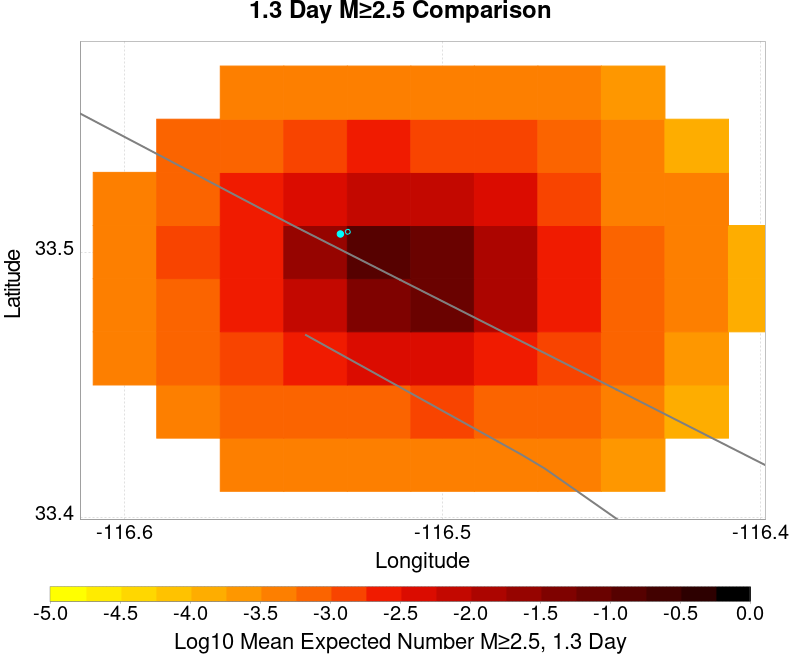 1.3 Day M≥2.5 Comparison
Latitude
33.5
33.4
-116.6 -116.5 -116.4
Longitude
-5.0 -4.5 -4.0 -3.5 -3.0 -2.5 -2.0 -1.5 -1.0 -0.5 0.0
Log10 Mean Expected Number M≥2.5, 1.3 Day